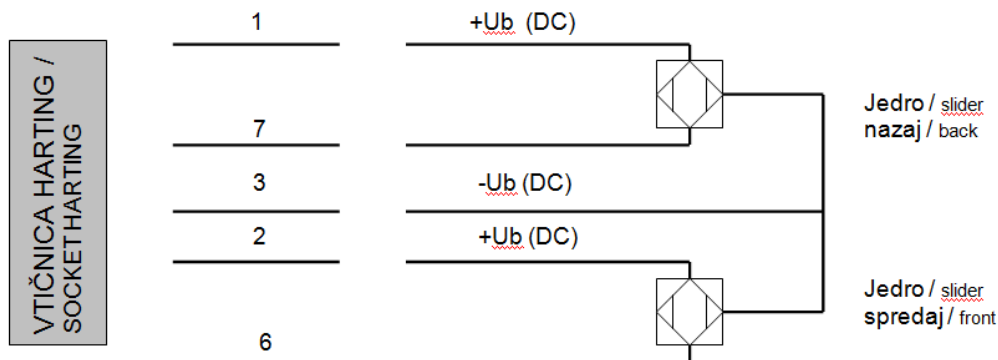 VTIČNICA HARTING /
SOCKET HARTING
1
+Ub (DC)
7
3
-Ub (DC)
2
+Ub (DC)
6
Jedro / slider
nazaj / back
Jedro / slider
spredaj / front